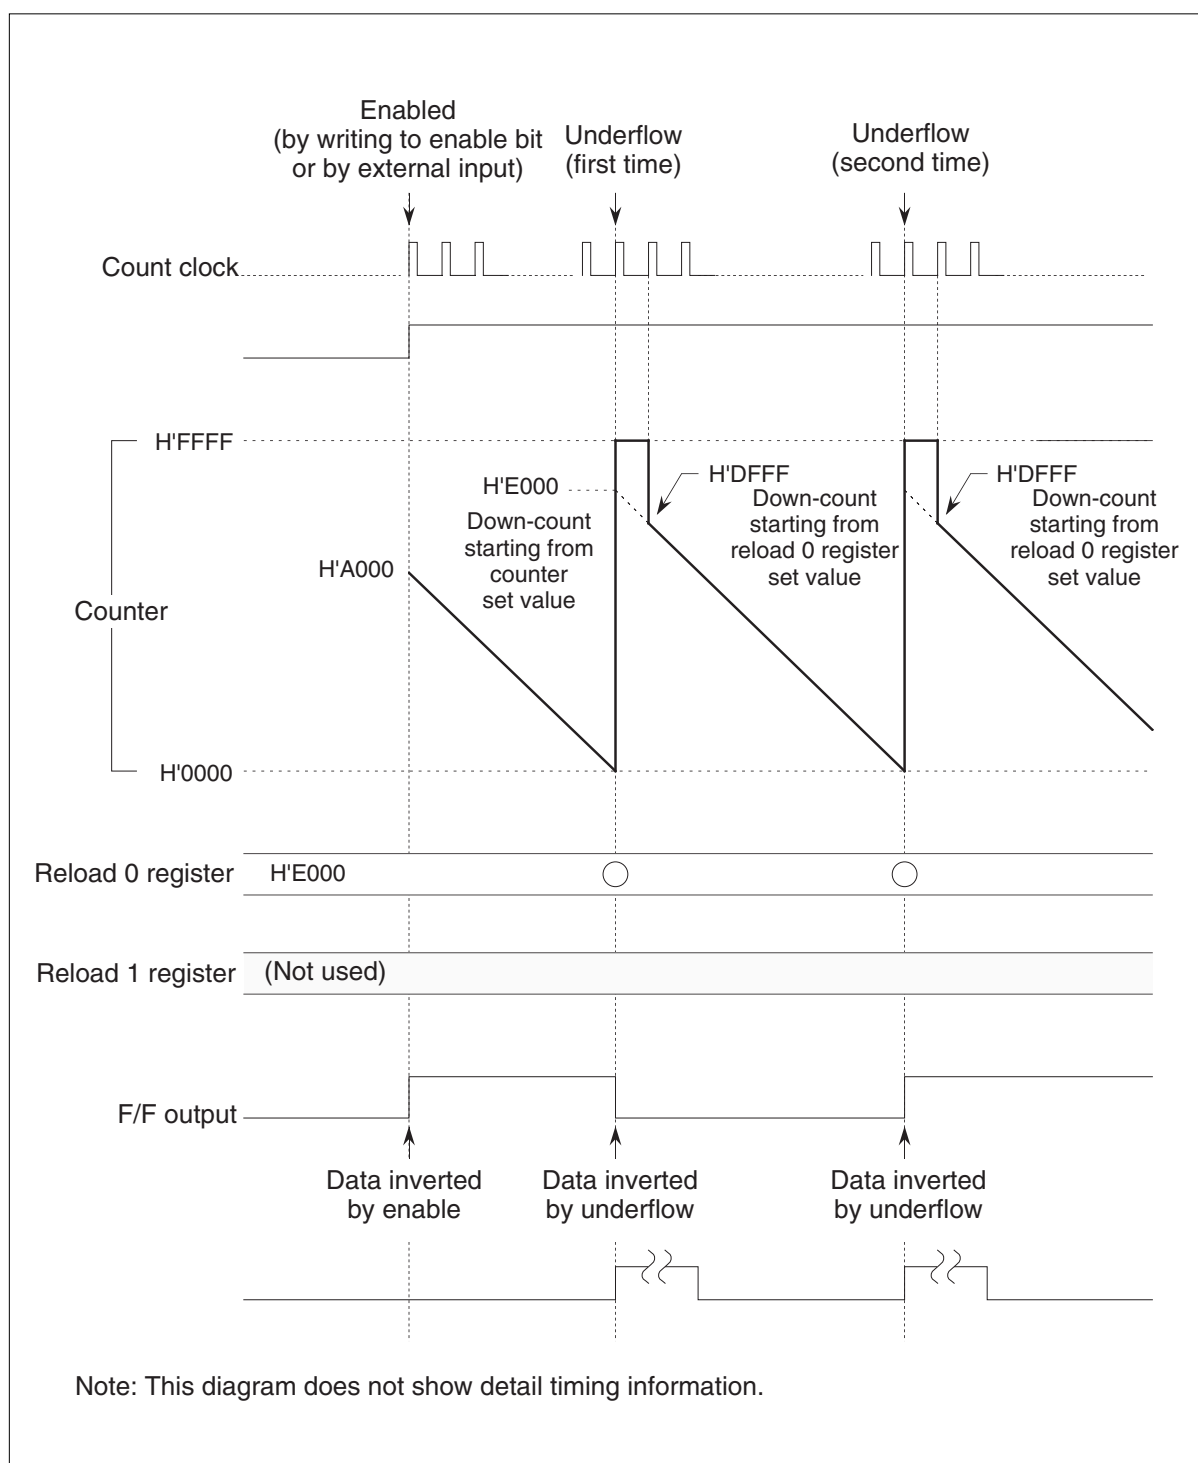 Enabled
(by writing to enable bit
or by external input)
Underflow
(first time)
Underflow
(second time)
Count clock
H'FFFF
H'E000
H'DFFF
H'DFFF
Down-count
starting from
counter
set value
Down-count
starting from
reload 0 register
set value
Down-count
starting from
reload 0 register
set value
H'A000
Counter
H'0000
Reload 0 register
H'E000
Reload 1 register
(Not used)
F/F output
Data inverted
by enable
Data inverted
by underflow
Data inverted
by underflow
Note: This diagram does not show detail timing information.